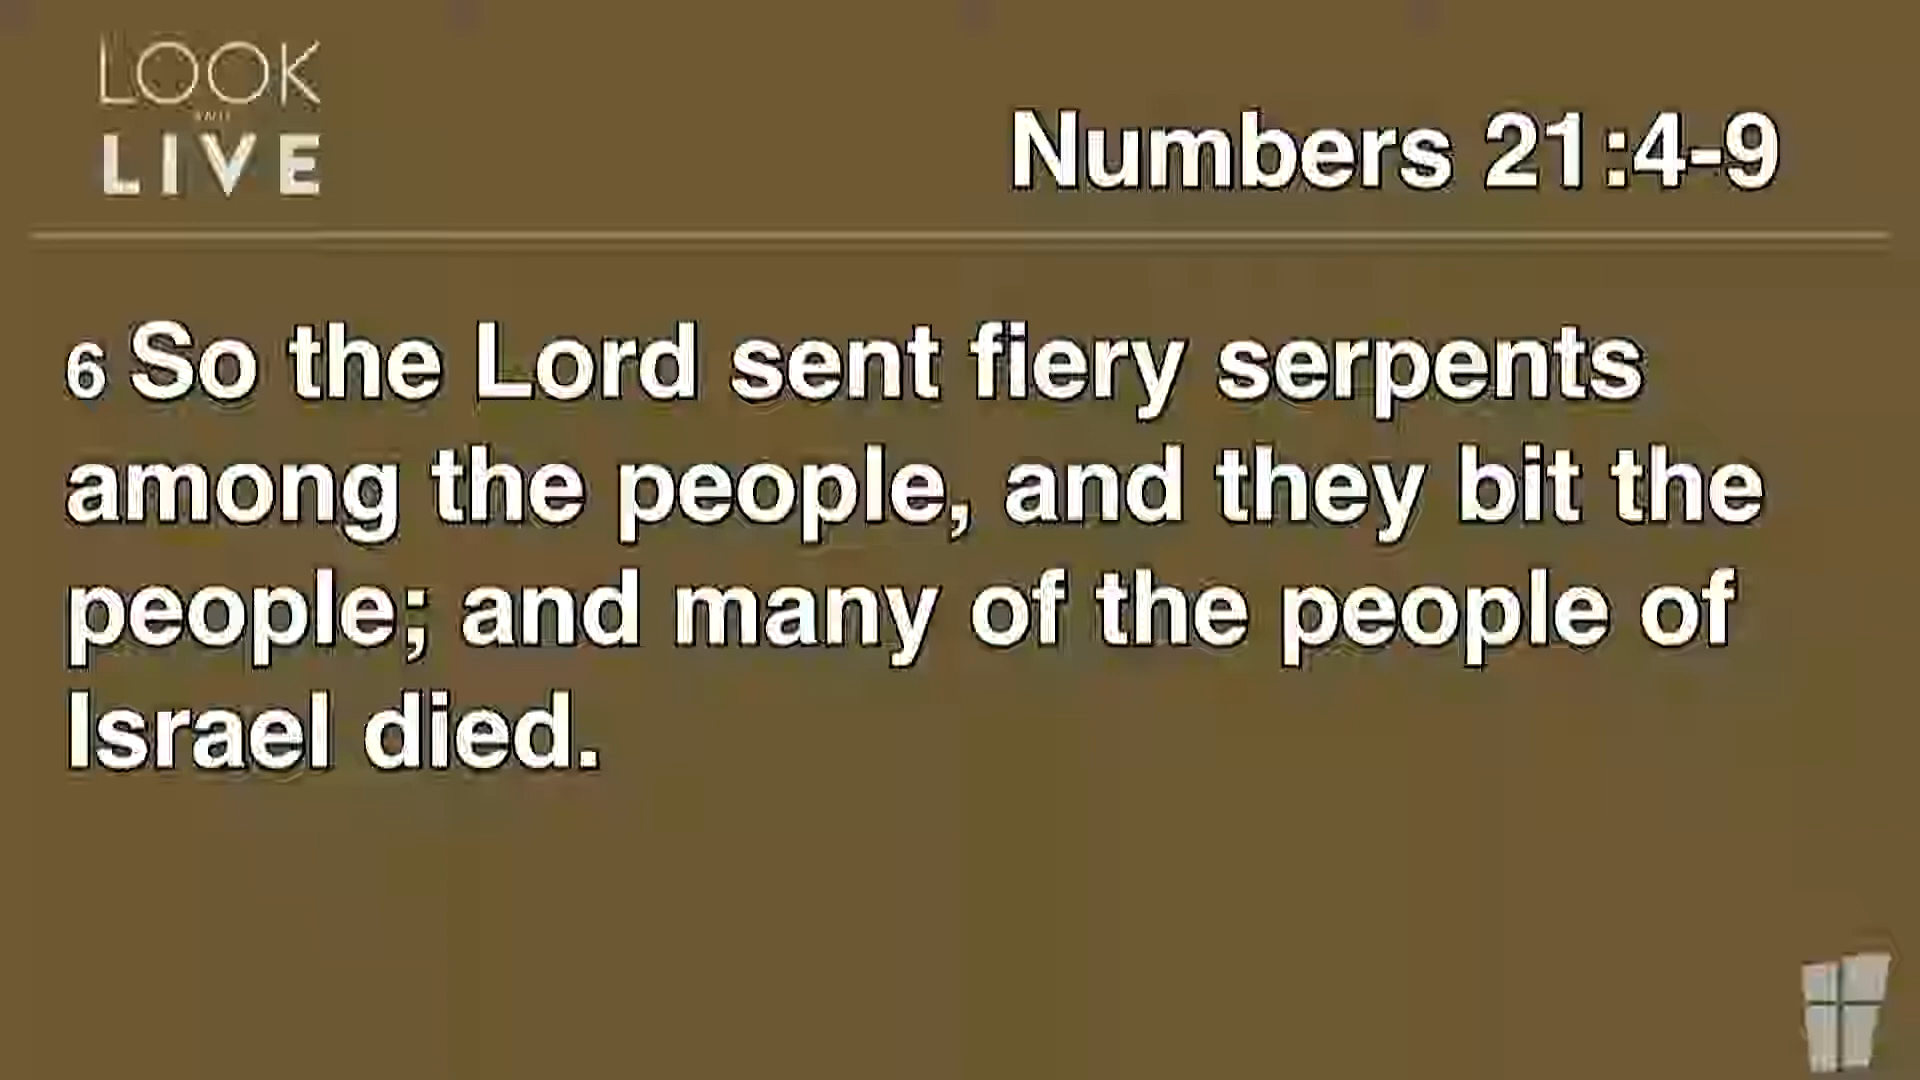 LOOK
AND
LIVE
Numbers 21:4-9
6 So the Lord sent fiery serpents
among the people, and they bit the
people; and many of the people of
Israel died.